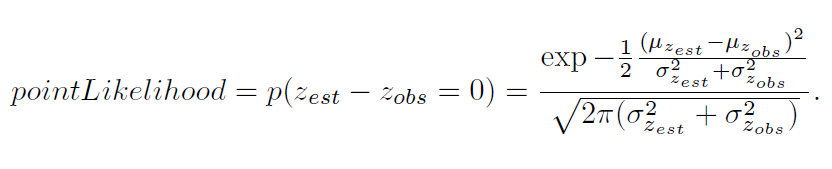 $pointLikelihood = p(z_{est} - z_{obs} = 0) = \frac{\exp -\frac{1}{2} \frac{(\mu_{z_{est}} - \mu_{z_{obs}})^2}{\sigma^2_{z_{est}} + \sigma^2_{z_{obs}}}}{\sqrt{2\pi(\sigma^2_{z_{est}} + \sigma^2_{z_{obs}})}}.$